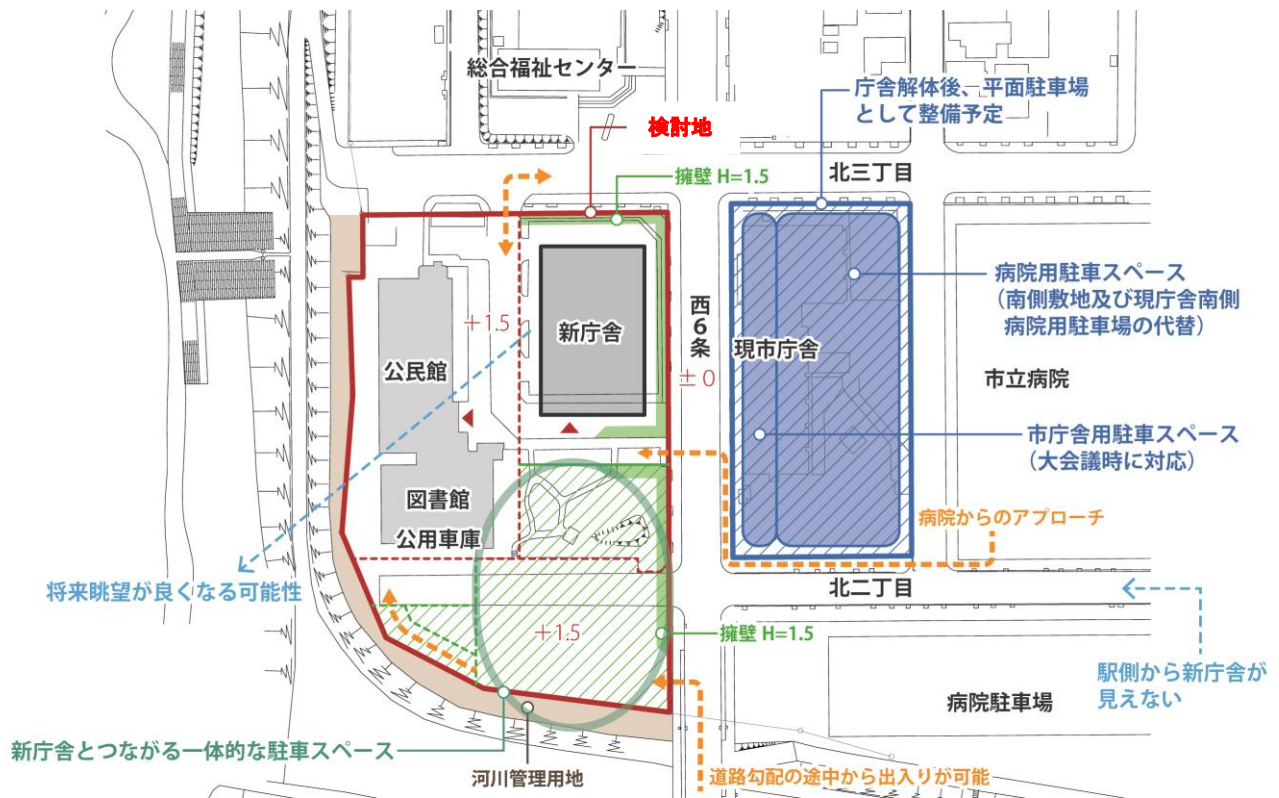 総合福祉センター
検討地
庁舎解体後、平面駐車場
として整備予定
擁壁 H=1.5
北三丁目
病院用駐車スペース
（南側敷地及び現庁舎南側
病院用駐車場の代替）
+1.5
新庁舎
西6条
現市庁舎
公民館
±0
市立病院
市庁舎用駐車スペース
（大会議時に対応）
図書館
公用車庫
病院からのアプローチ
将来眺望が良くなる可能性
北二丁目
+1.5
擁壁 H=1.5
駅側から新庁舎が
見えない
病院駐車場
新庁舎とつながる一体的な駐車スペース
河川管理用地
道路勾配の途中から出入りが可能